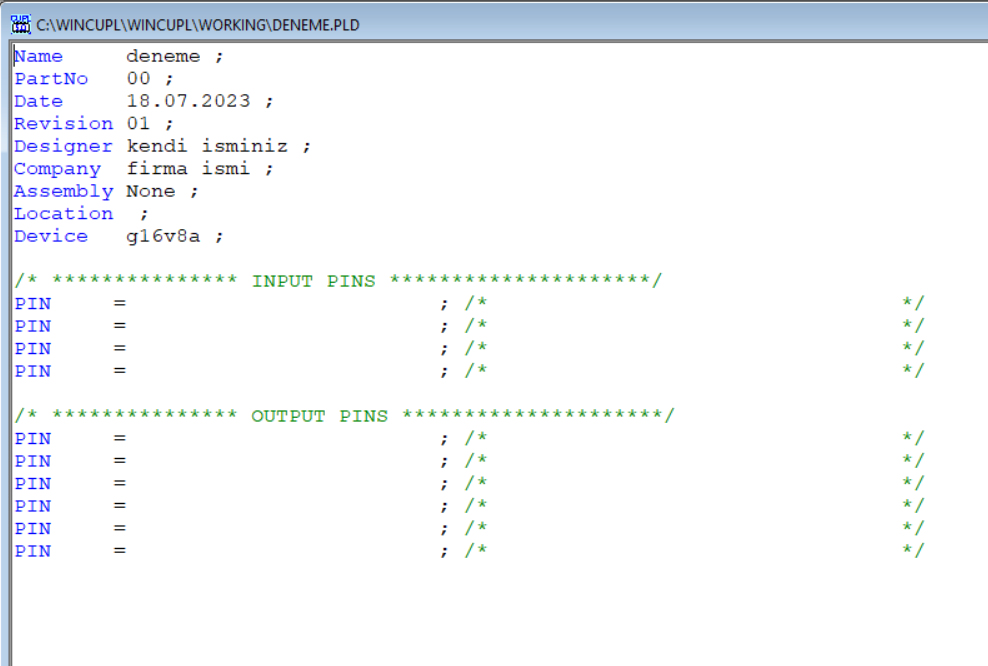 C:\WINCUPL\WINCUPL\WORKING\DENEME.PLD
Name     deneme ;
PartNo   00 ;
Date     18.07.2023 ;
Revision 01 ;
Designer kendi isminiz ;
Company  firma ismi ;
Assembly None ;
Location  ;
Device   g16v8a ;
/* *************** INPUT PINS *********************/
PIN     =                         ; /*                                 */
PIN     =                         ; /*                                 */
PIN     =                         ; /*                                 */
PIN     =                         ; /*                                 */
/* *************** OUTPUT PINS *********************/
PIN     =                         ; /*                                 */
PIN     =                         ; /*                                 */
PIN     =                         ; /*                                 */
PIN     =                         ; /*                                 */
PIN     =                         ; /*                                 */
PIN     =                         ; /*                                 */